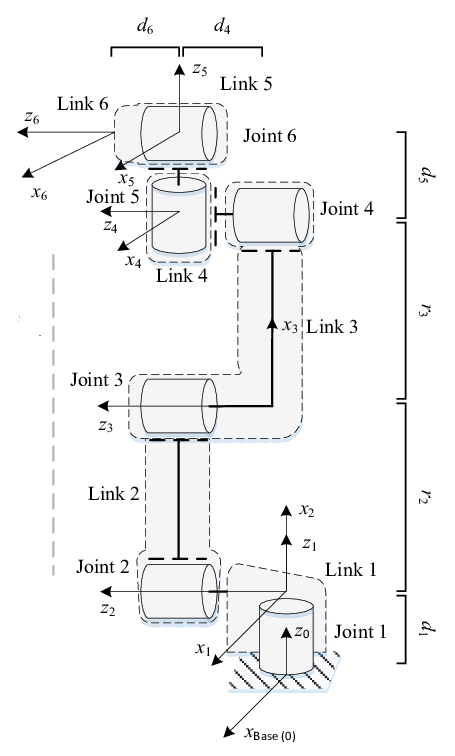 d6
d4
z5
Link 5
Link 6
z6
Joint 6
x5
x6
Joint 5
d5
z4
Joint 4
x4
Link 4
r3
x3
Link 3
Joint 3
z3
Link 2
r2
x2
z1
Joint 2
Link 1
z2
d1
z0
Joint 1
x1
xBase (0)